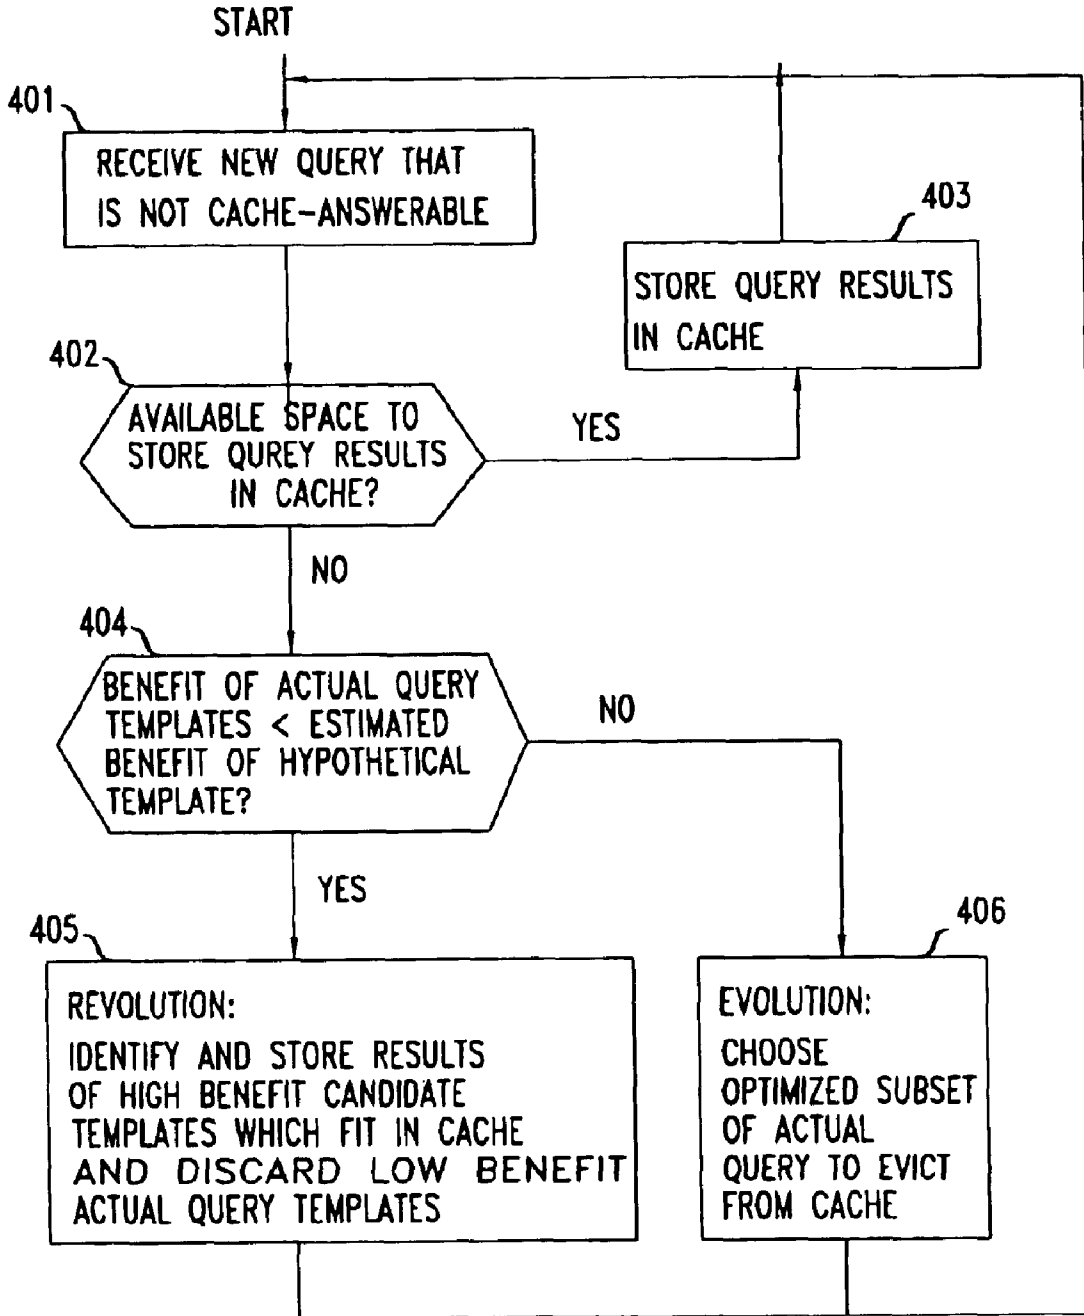 START
401
RECEIVE NEW QUERY THAT
IS NOT CACHE-ANSWERABLE
403
STORE QUERY RESULTS
IN CACHE
402
AVAILABLE SPACE TO
STORE QUREY RESULTS
IN CACHE?
YES
NO
404
BENEFIT OF ACTUAL QUERY
TEMPLATES < ESTIMATED
BENEFIT OF HYPOTHETICAL
TEMPLATE?
NO
YES
405
REVOLUTION:
IDENTIFY AND STORE RESULTS
OF HIGH BENEFIT CANDIDATE
TEMPLATES WHICH FIT IN CACHE
AND DISCARD LOW BENEFIT
ACTUAL QUERY TEMPLATES
406
EVOLUTION:
CHOOSE
OPTIMIZED SUBSET
OF ACTUAL
QUERY TO EVICT
FROM CACHE